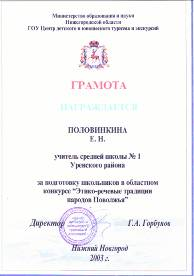 Министерство образования и науки
Нижегородской области
ГОУ Центр детского и юношеского туризма и экскурсий
ГРАМОТА
НАГРАЖДАЕТСЯ
ПОЛОВИНКИНА
Е. Н.
учитель средней школы № 1
Уренского района
за подготовку школьников в областном
конкурсе "Этико-речевые традиции
народов Поволжья"
Директор Г.А. Горбунов
Нижний Новгород
2003 г.